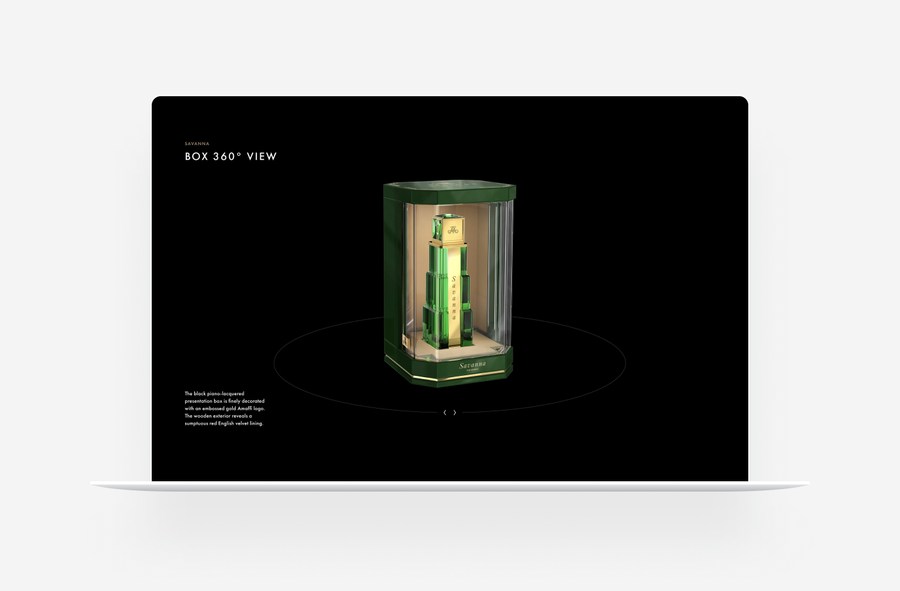 SAVANNA
BOX 360° VIEW
Savanna
Savanna
The black piano-lacquered
presentation box is finely decorated
with an embossed gold Amaffi logo.
The wooden exterior reveals a
sumptuous red English velvet lining.